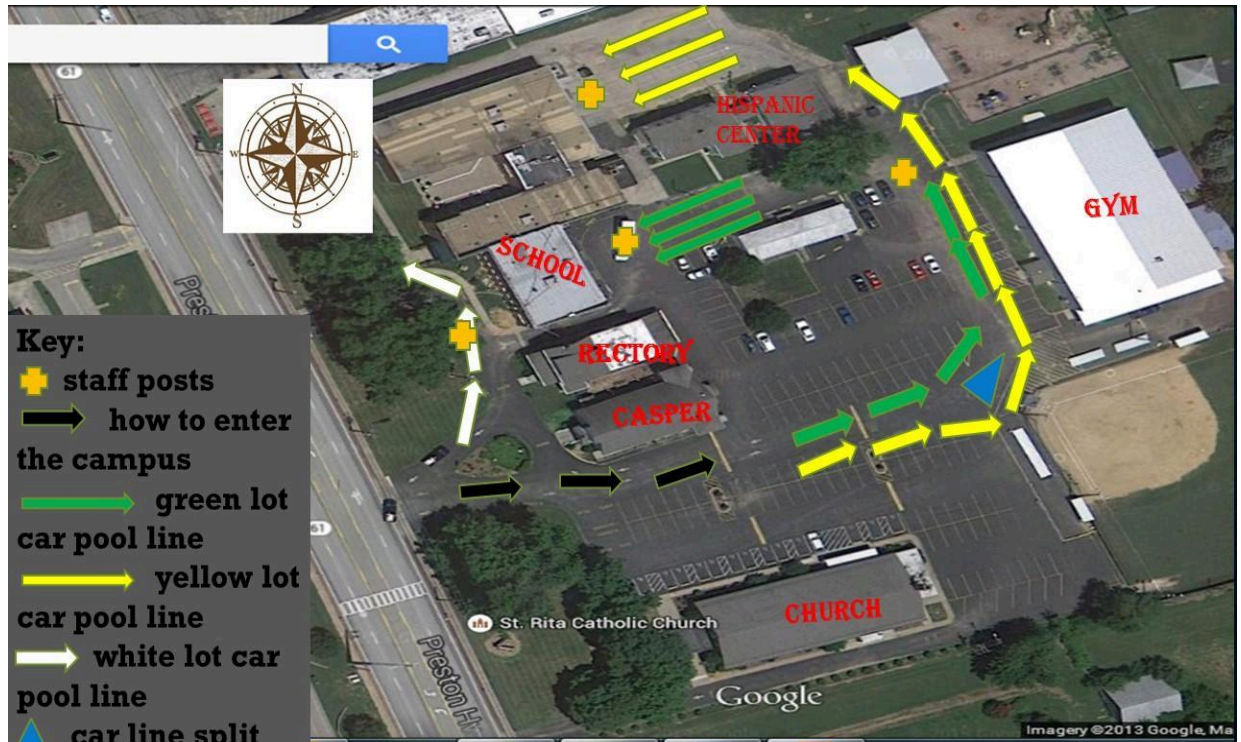 61
N
W
E
S
HISPANIC
CENTER
GYM
SCHOOL
RECTORY
CASPER
Key:
staff posts
how to enter
the campus
green lot
car pool line
yellow lot
car pool line
white lot car
pool line
car line split
61
St. Rita Catholic Church
CHURCH
Preston Hw
Google
Imagery ©2013 Google, Ma